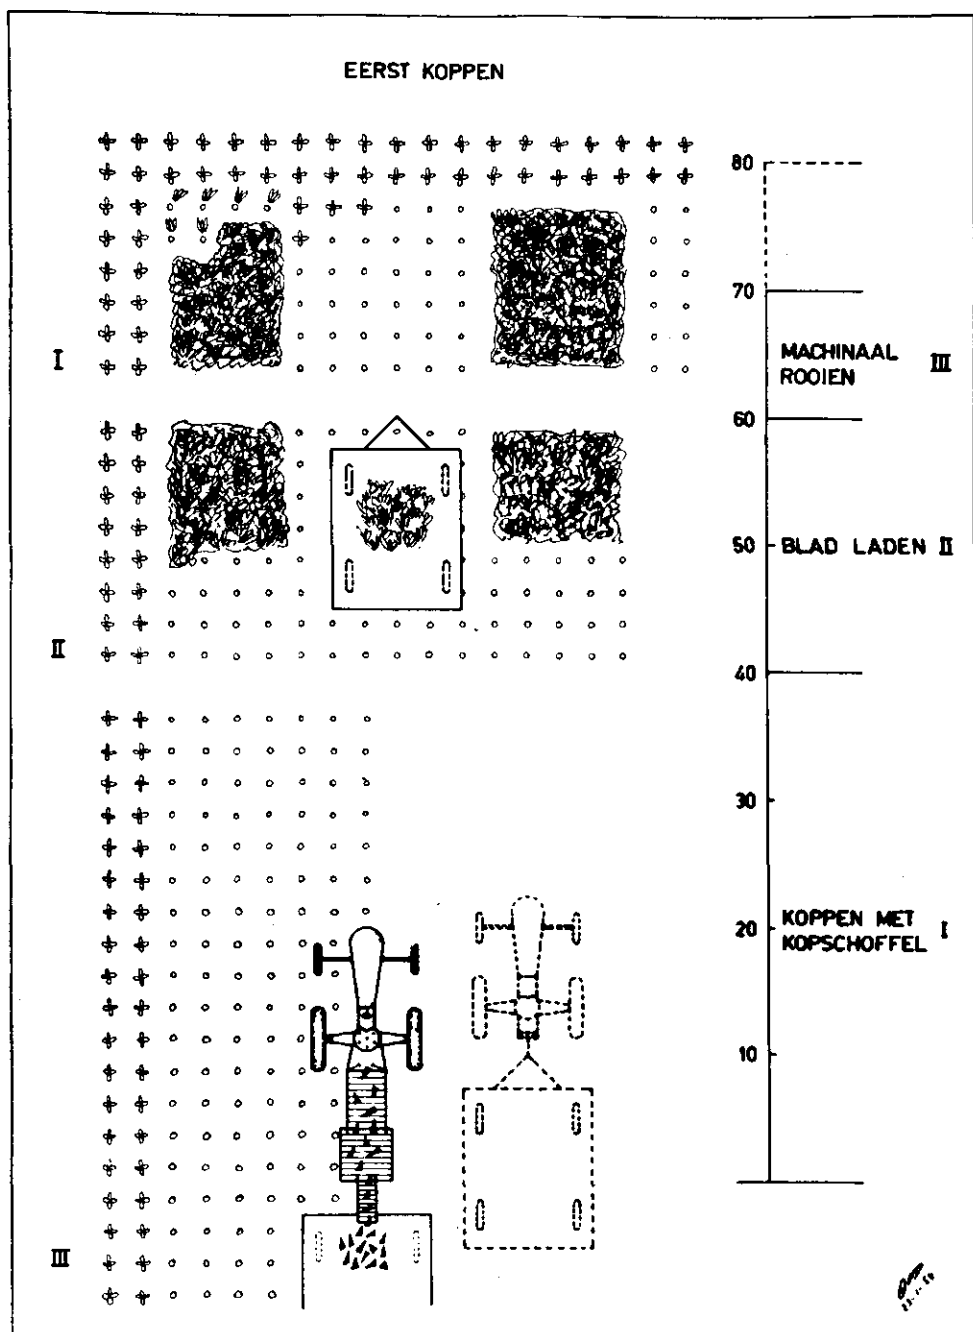 EERST KOPPEN
80
70
I
MACHINAAL III
ROOIEN
60
50
BLAD LADEN II
II
40
30
20
KOPPEN MET I
KOPSCHOFFEL
10
III